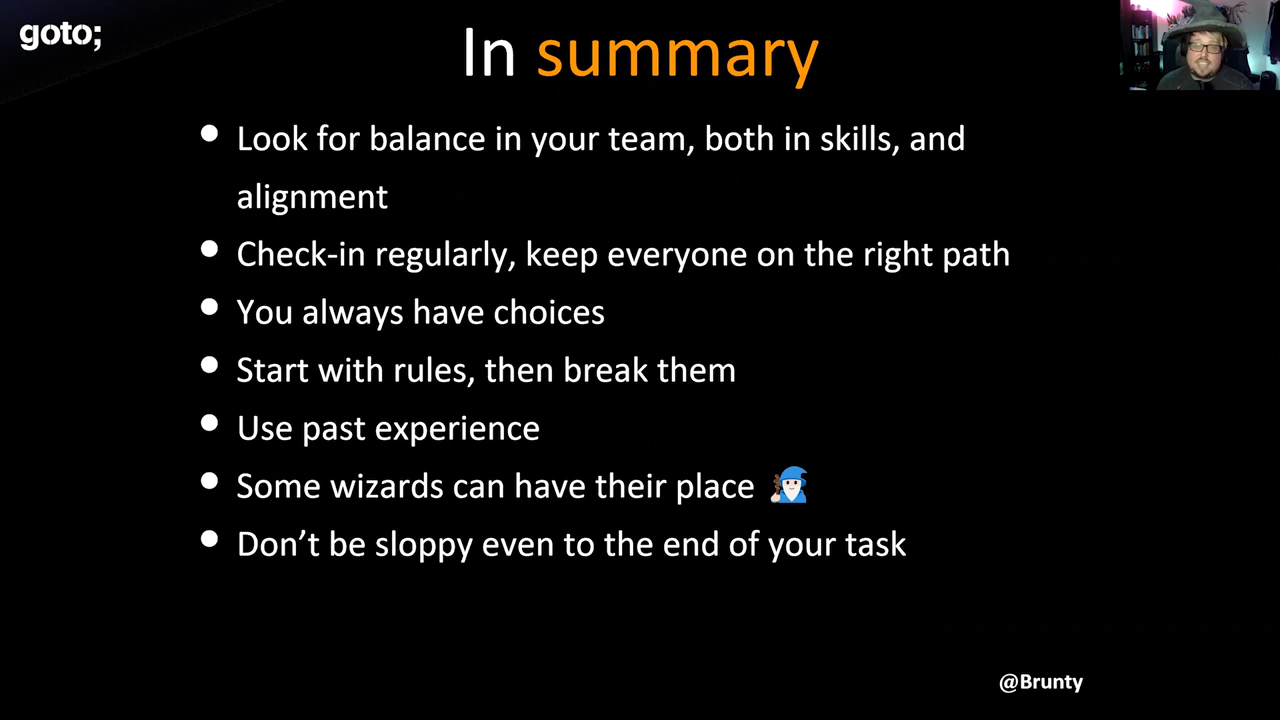 goto;
In summary
Look for balance in your team, both in skills, and
alignment
Check-in regularly, keep everyone on the right path
You always have choices
Start with rules, then break them
Use past experience
Some wizards can have their place
Don’t be sloppy even to the end of your task
@Brunty